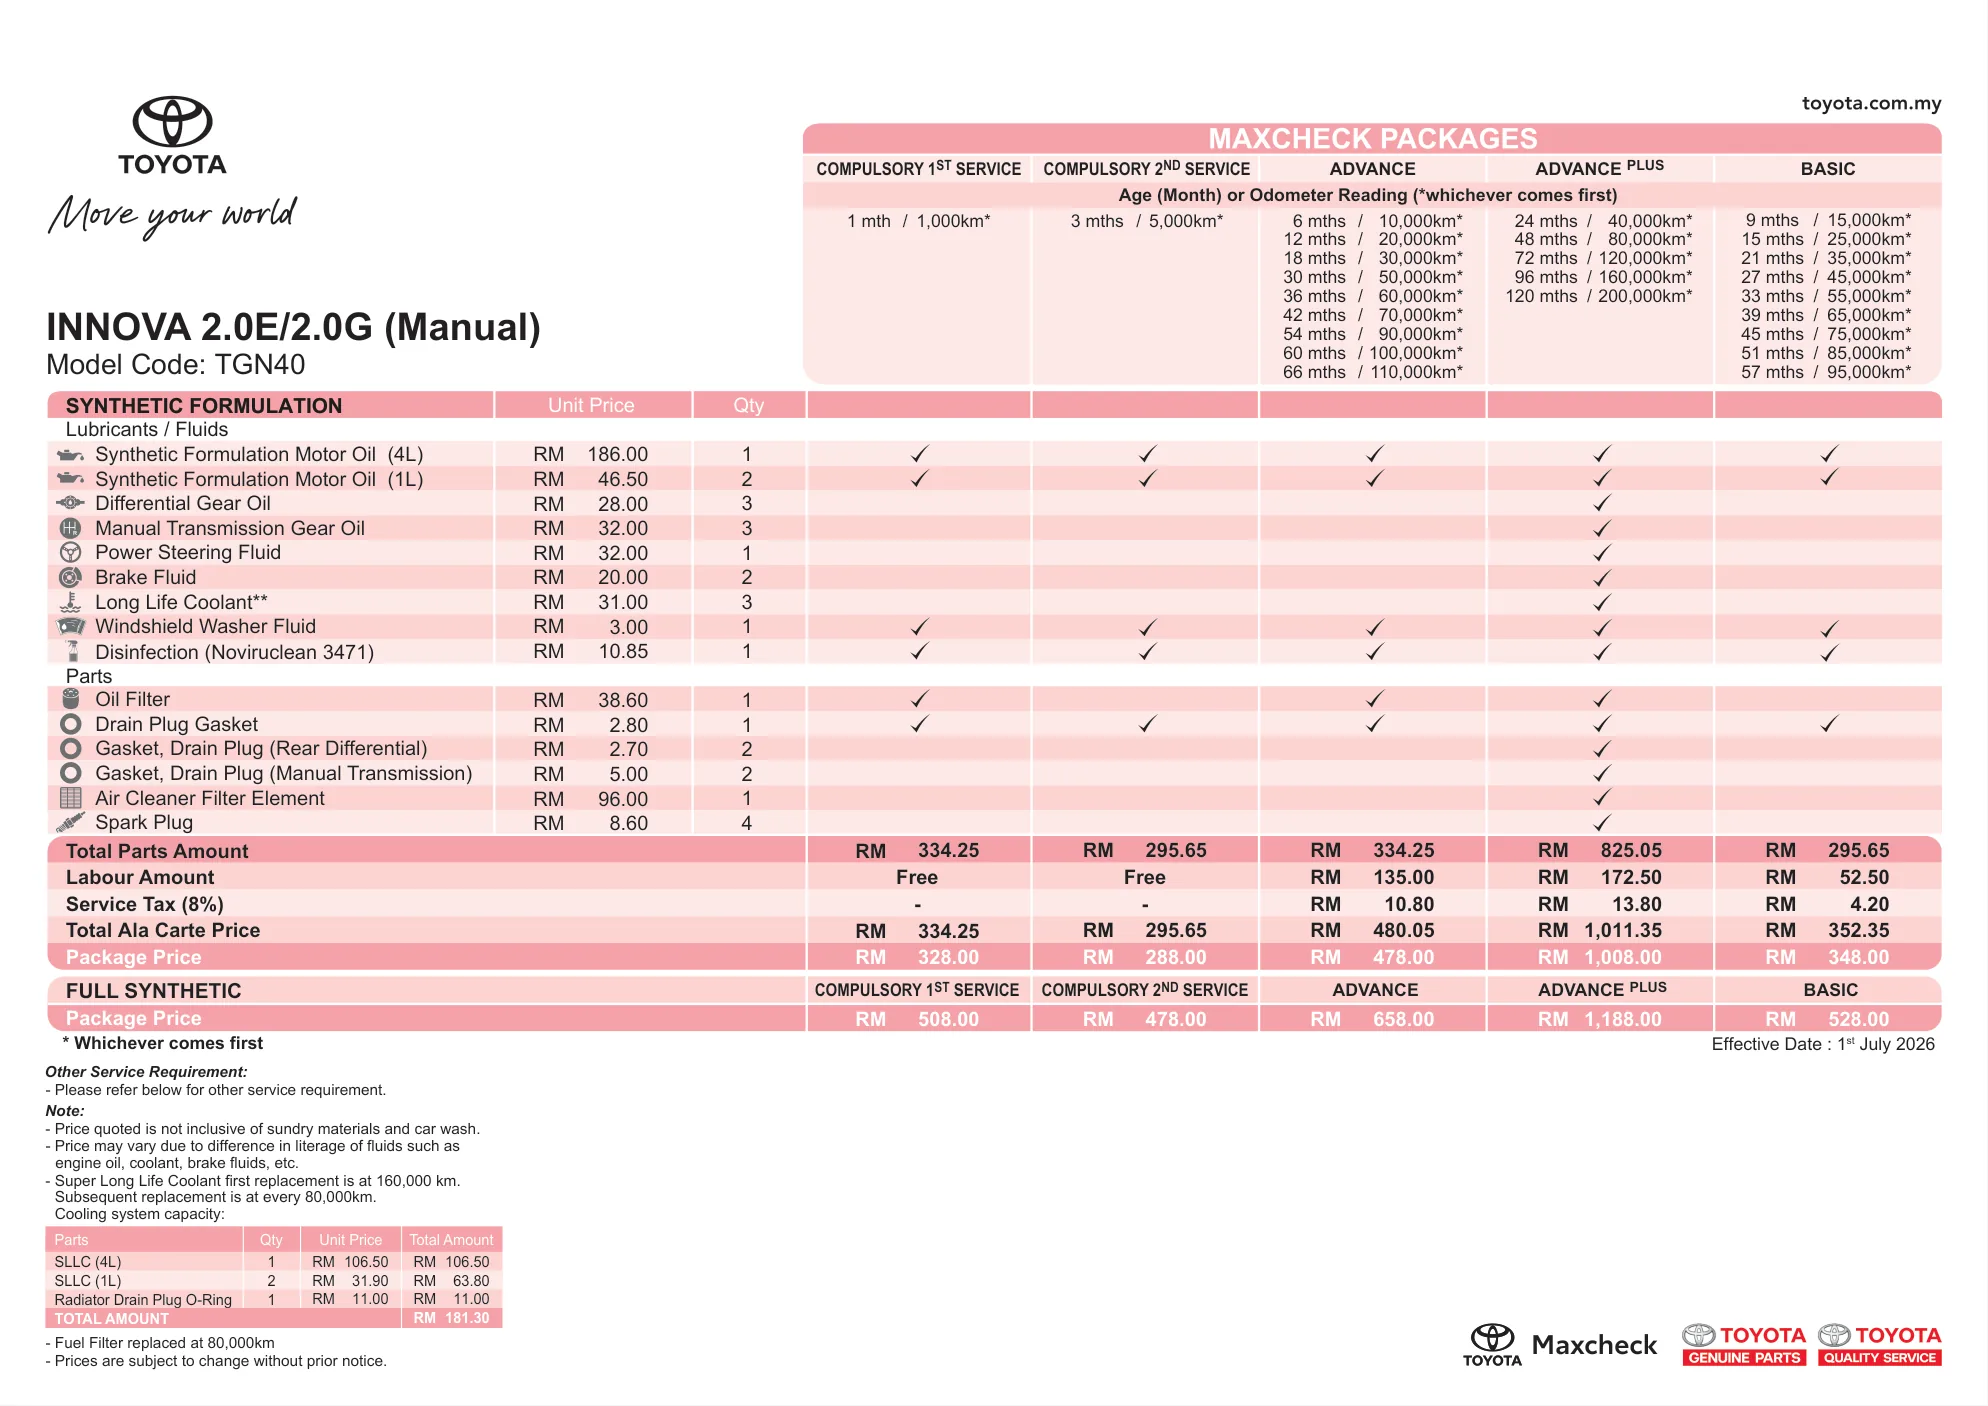 toyota.com.my
TOYOTA
Move your world
INNOVA 2.0E/2.0G (Manual)
Model Code: TGN40
MAXCHECK PACKAGES
COMPULSORY 1ST SERVICE COMPULSORY 2ND SERVICE ADVANCE ADVANCE PLUS BASIC
Age (Month) or Odometer Reading (*whichever comes first)
1 mth / 1,000km* 3 mths / 5,000km* 6 mths / 10,000km* 24 mths / 40,000km* 9 mths / 15,000km*
12 mths / 20,000km* 48 mths / 80,000km* 15 mths / 25,000km*
18 mths / 30,000km* 72 mths / 120,000km* 21 mths / 35,000km*
30 mths / 50,000km* 96 mths / 160,000km* 27 mths / 45,000km*
36 mths / 60,000km* 120 mths / 200,000km* 33 mths / 55,000km*
42 mths / 70,000km* 39 mths / 65,000km*
54 mths / 90,000km* 45 mths / 75,000km*
60 mths / 100,000km* 51 mths / 85,000km*
66 mths / 110,000km* 57 mths / 95,000km*
SYNTHETIC FORMULATION Unit Price Qty
Lubricants / Fluids
Synthetic Formulation Motor Oil (4L) RM 186.00 1 ✓ ✓ ✓ ✓ ✓
Synthetic Formulation Motor Oil (1L) RM 46.50 2 ✓ ✓ ✓ ✓ ✓
Differential Gear Oil RM 28.00 3 ✓
Manual Transmission Gear Oil RM 32.00 3 ✓
Power Steering Fluid RM 32.00 1 ✓
Brake Fluid RM 20.00 2 ✓
Long Life Coolant** RM 31.00 3 ✓
Windshield Washer Fluid RM 3.00 1 ✓ ✓ ✓ ✓ ✓
Disinfection (Noviruclean 3471) RM 10.85 1 ✓ ✓ ✓ ✓ ✓
Parts
Oil Filter RM 38.60 1 ✓ ✓ ✓
Drain Plug Gasket RM 2.80 1 ✓ ✓ ✓ ✓ ✓
Gasket, Drain Plug (Rear Differential) RM 2.70 2 ✓
Gasket, Drain Plug (Manual Transmission) RM 5.00 2 ✓
Air Cleaner Filter Element RM 96.00 1 ✓
Spark Plug RM 8.60 4 ✓
Total Parts Amount RM 334.25 RM 295.65 RM 334.25 RM 825.05 RM 295.65
Labour Amount Free Free RM 135.00 RM 172.50 RM 52.50
Service Tax (8%) - - RM 10.80 RM 13.80 RM 4.20
Total Ala Carte Price RM 334.25 RM 295.65 RM 480.05 RM 1,011.35 RM 352.35
Package Price RM 328.00 RM 288.00 RM 478.00 RM 1,008.00 RM 348.00
FULL SYNTHETIC COMPULSORY 1ST SERVICE COMPULSORY 2ND SERVICE ADVANCE ADVANCE PLUS BASIC
Package Price RM 508.00 RM 478.00 RM 658.00 RM 1,188.00 RM 528.00
* Whichever comes first
Effective Date : 1st July 2026
Other Service Requirement:
- Please refer below for other service requirement.
Note:
- Price quoted is not inclusive of sundry materials and car wash.
- Price may vary due to difference in literage of fluids such as
engine oil, coolant, brake fluids, etc.
- Super Long Life Coolant first replacement is at 160,000 km.
Subsequent replacement is at every 80,000km.
Cooling system capacity:
Parts Qty Unit Price Total Amount
SLLC (4L) 1 RM 106.50 RM 106.50
SLLC (1L) 2 RM 31.90 RM 63.80
Radiator Drain Plug O-Ring 1 RM 11.00 RM 11.00
TOTAL AMOUNT RM 181.30
- Fuel Filter replaced at 80,000km
- Prices are subject to change without prior notice.
TOYOTA Maxcheck
TOYOTA GENUINE PARTS
TOYOTA QUALITY SERVICE